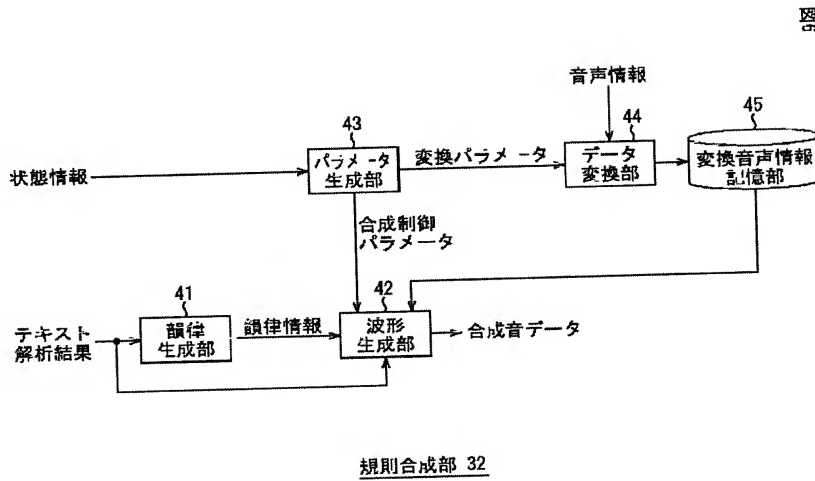 音声情報
43
44
45
パラメータ
生成部
変換パラメータ
データ
変換部
変換音声情報
記憶部
状態情報
合成制御
パラメータ
41
42
テキスト
解析結果
韻律
生成部
韻律情報
波形
生成部
合成音データ
規則合成部 32